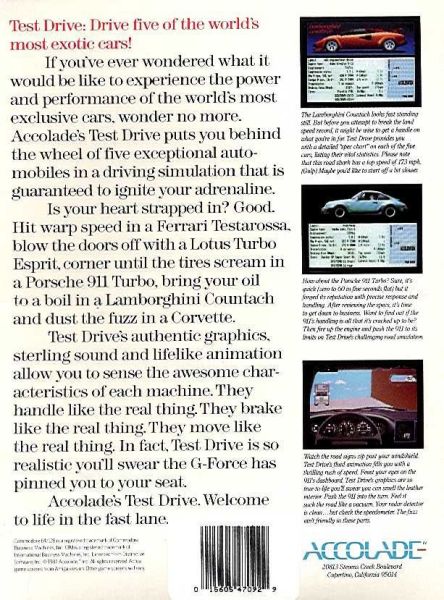 Test Drive: Drive five of the world's
most exotic cars!
If you've ever wondered what it
would be like to experience the power
and performance of the world's most
exclusive cars, wonder no more.
Accolade's Test Drive puts you behind
the wheel of five exceptional auto-
mobiles in a driving simulation that is
guaranteed to ignite your adrenaline.
Is your heart strapped in? Good.
Hit warp speed in a Ferrari Testarossa,
blow the doors off with a Lotus Turbo
Esprit, corner until the tires scream in
a Porsche 911 Turbo, bring your oil
to a boil in a Lamborghini Countach
and dust the fuzz in a Corvette.
Test Drive's authentic graphics,
sterling sound and lifelike animation
allow you to sense the awesome char-
acteristics of each machine. They
handle like the real thing. They brake
like the real thing. They move like
the real thing. In fact, Test Drive is so
realistic you'll swear the G-Force has
pinned you to your seat.
Accolade's Test Drive. Welcome
to life in the fast lane.
Commodore 64/128 is a registered trademark of Commodore
Business Machines, Inc.
0 15605 47092 9
The Lamborghini Countach looks fast standing
still. But before you attempt to break the land
speed record, it might be wise to get a handle on
what you're in for. Test Drive provides you
with a detailed "spec chart" on each of the five
cars, listing their vital statistics. Please note
that this road shark has a top speed of 173 mph.
(Gulp) Maybe you'd like to start off a bit slower.
How about the Porsche 911 Turbo? Sure, it's
quick (zero to 60 in five seconds flat) but it
forged its reputation with precise response and
handling. After reviewing the specs, it's time
to get down to business. Want to find out if the
911's handling is all that it's cracked up to be?
Then fire up the engine and push the 911 to its
limits on Test Drive's challenging road simulation.
Watch the road signs zip past your windshield.
Test Drive's fluid animation fills you with a
thrilling rush of speed. Feast your eyes on the
911's dashboard. Test Drive's graphics are so
true to life you'll swear you can smell the leather
interior. Push the 911 into the turn. Feel it
suck the road like a vacuum. Your radar detector
is clean... but check the speedometer. The fuzz
ain't friendly in these parts.
ACCOLADE™
20813 Stevens Creek Boulevard
Cupertino, California 95014